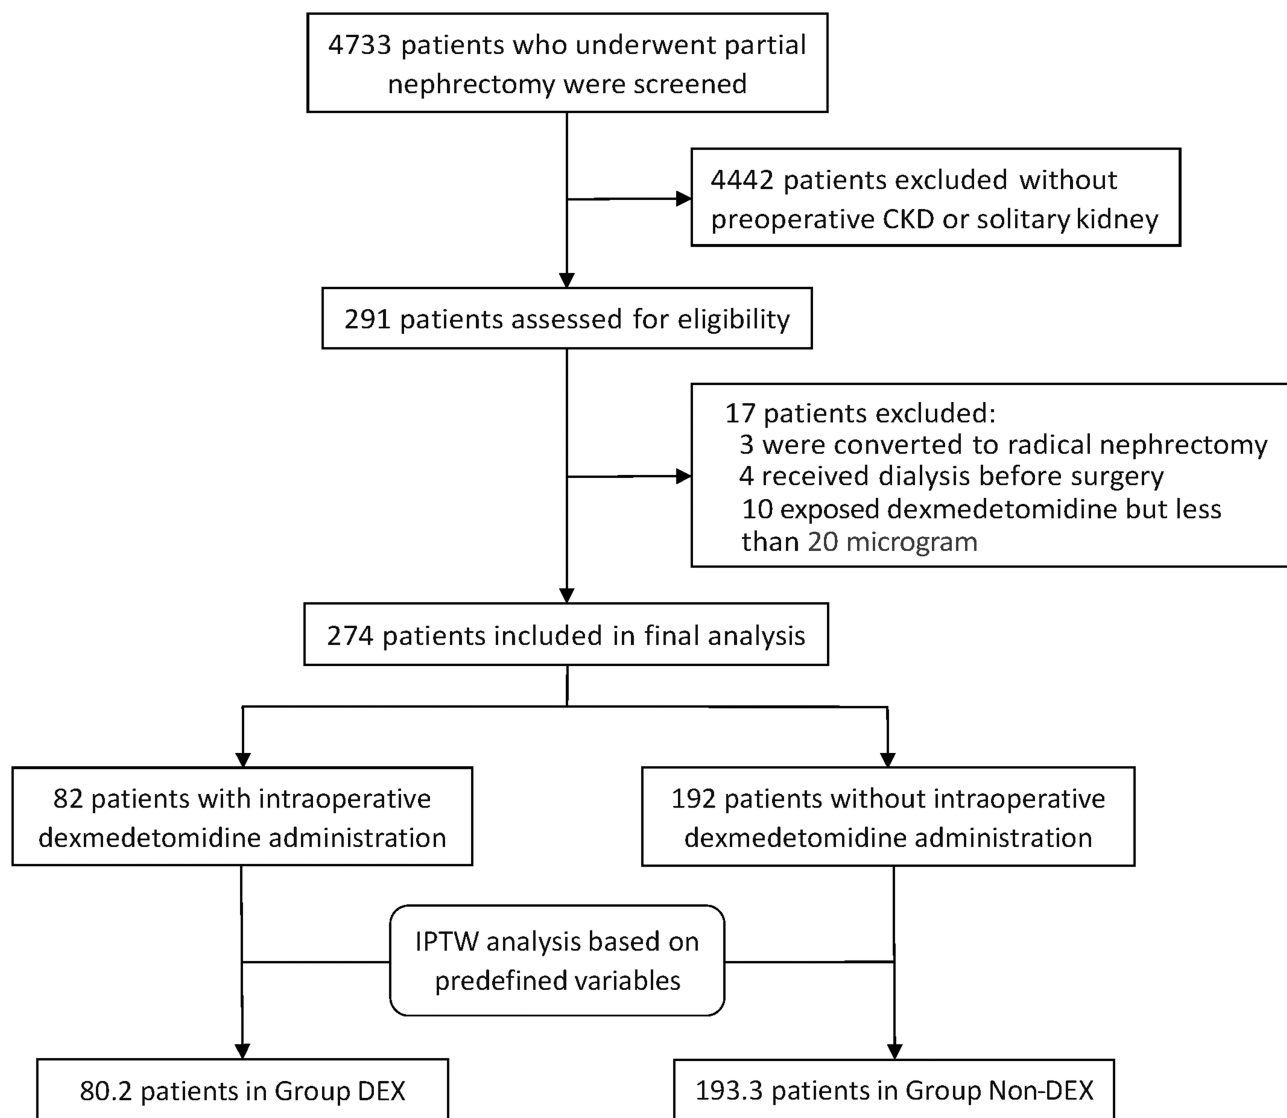 4733 patients who underwent partial
nephrectomy were screened
4442 patients excluded without
preoperative CKD or solitary kidney
291 patients assessed for eligibility
17 patients excluded:
3 were converted to radical nephrectomy
4 received dialysis before surgery
10 exposed dexmedetomidine but less
than 20 microgram
274 patients included in final analysis
82 patients with intraoperative
dexmedetomidine administration
192 patients without intraoperative
dexmedetomidine administration
IPTW analysis based on
predefined variables
80.2 patients in Group DEX
193.3 patients in Group Non-DEX